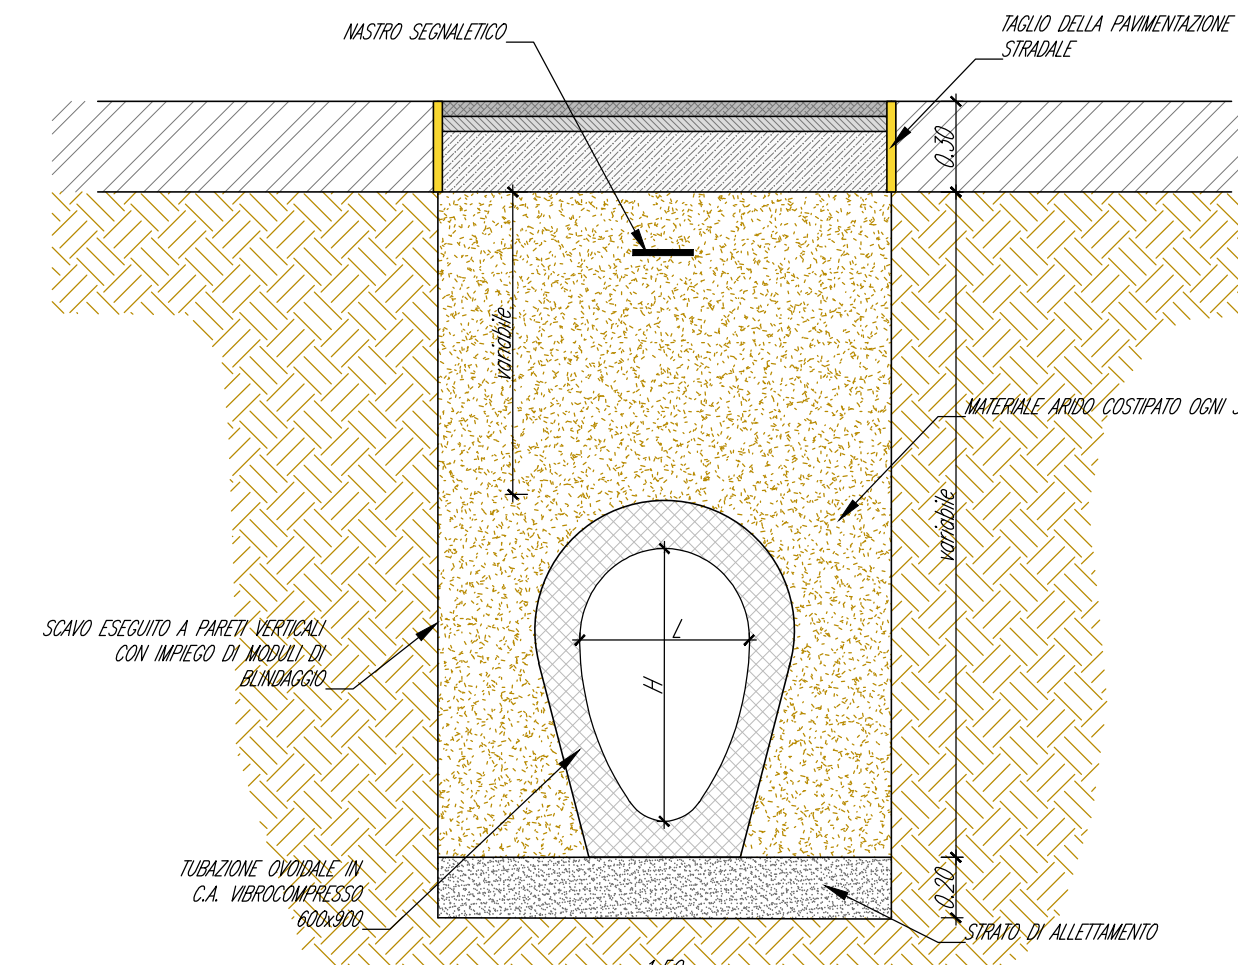 NASTRO SEGNALETICO
TAGLIO DELLA PAVIMENTAZIONE
STRADALE
0.30
variabile
MATERIALE ARIDO COSTIPATO OGNI
variabile
L
H
SCAVO ESEGUITO A PARETI VERTICALI
CON IMPIEGO DI MODULI DI
BLINDAGGIO
TUBAZIONE OVOIDALE IN
C.A. VIBROCOMPRESSO
600x900
0.20
STRATO DI ALLETTAMENTO